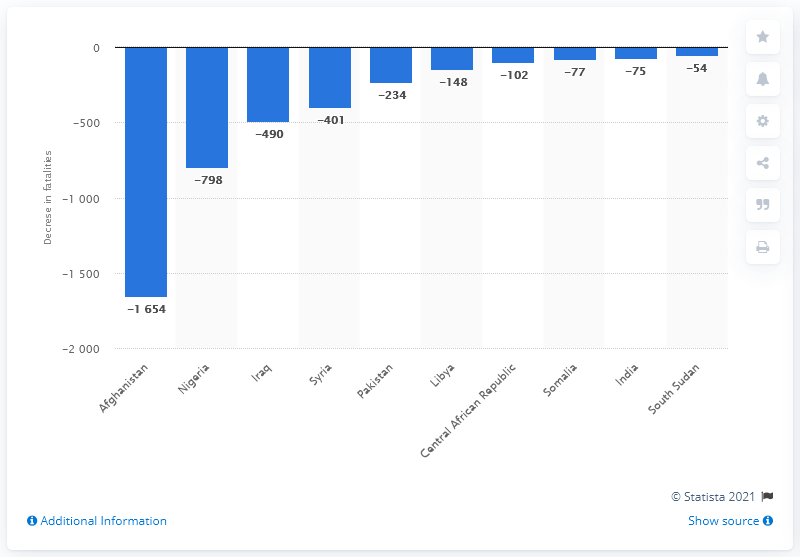 0
−500
−1 000
−1 500
−2 000
Decrese in fatalities
−1 654
−798
−490
−401
−234
−148
−102
−77
−75
−54
Afghanistan
Nigeria
Iraq
Syria
Pakistan
Libya
Central African Republic
Somalia
India
South Sudan
© Statista 2021
Additional Information
Show source